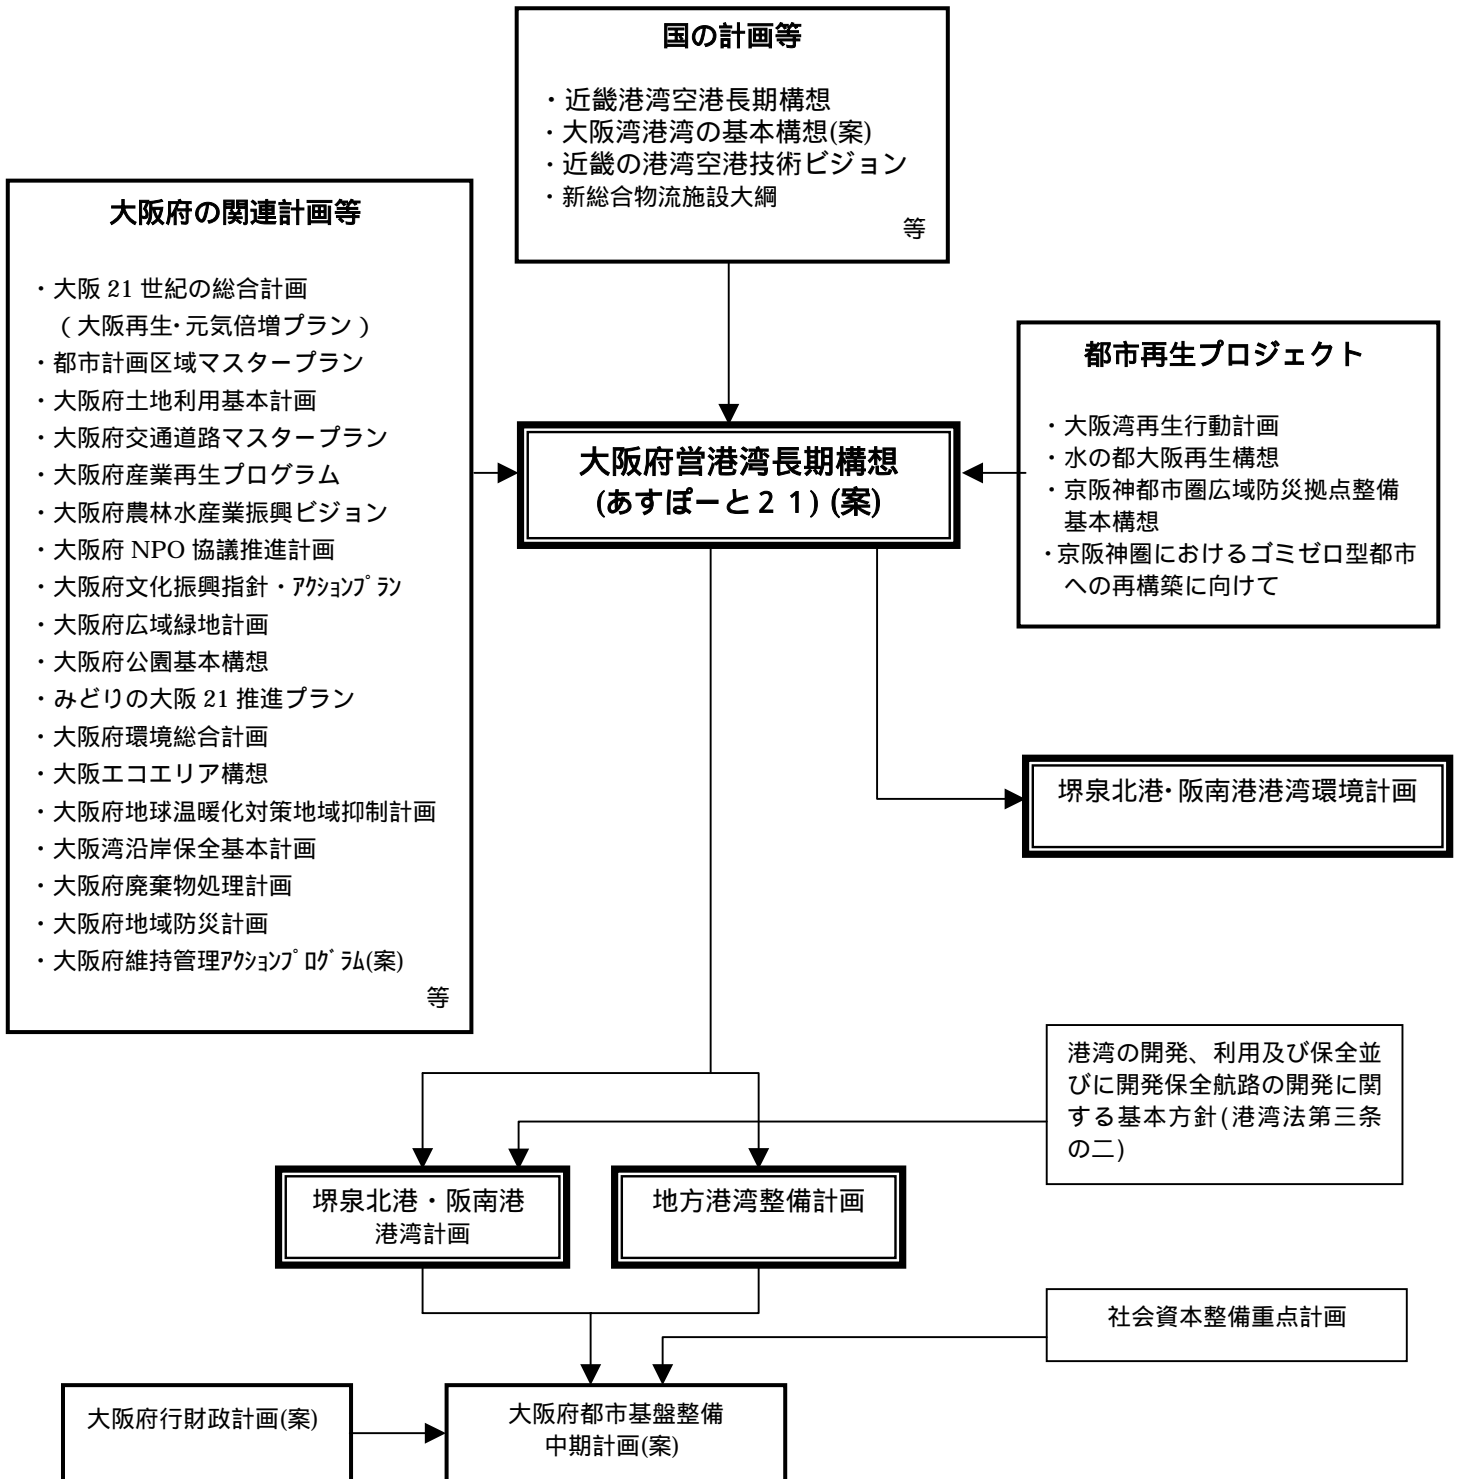 国の計画等
・近畿港湾空港長期構想
・大阪湾港湾の基本構想(案)
・近畿の港湾空港技術ビジョン
・新総合物流施設大綱
等
大阪府の関連計画等
・大阪 21 世紀の総合計画
(大阪再生･元気倍増プラン)
・都市計画区域マスタープラン
・大阪府土地利用基本計画
・大阪府交通道路マスタープラン
・大阪府産業再生プログラム
・大阪府農林水産業振興ビジョン
・大阪府 NPO 協議推進計画
・大阪府文化振興指針・ｱｸｼｮﾝﾌﾟﾗﾝ
・大阪府広域緑地計画
・大阪府公園基本構想
・みどりの大阪 21 推進プラン
・大阪府環境総合計画
・大阪エコエリア構想
・大阪府地球温暖化対策地域抑制計画
・大阪湾沿岸保全基本計画
・大阪府廃棄物処理計画
・大阪府地域防災計画
・大阪府維持管理ｱｸｼｮﾝﾌﾟﾛｸﾞﾗﾑ(案)
等
都市再生プロジェクト
・大阪湾再生行動計画
・水の都大阪再生構想
・京阪神都市圏広域防災拠点整備
基本構想
・京阪神圏におけるゴミゼロ型都市
への再構築に向けて
大阪府営港湾長期構想
(あすぽーと２１)(案)
堺泉北港･阪南港港湾環境計画
港湾の開発、利用及び保全並
びに開発保全航路の開発に関
する基本方針(港湾法第三条
の二)
堺泉北港・阪南港
港湾計画
地方港湾整備計画
社会資本整備重点計画
大阪府行財政計画(案)
大阪府都市基盤整備
中期計画(案)